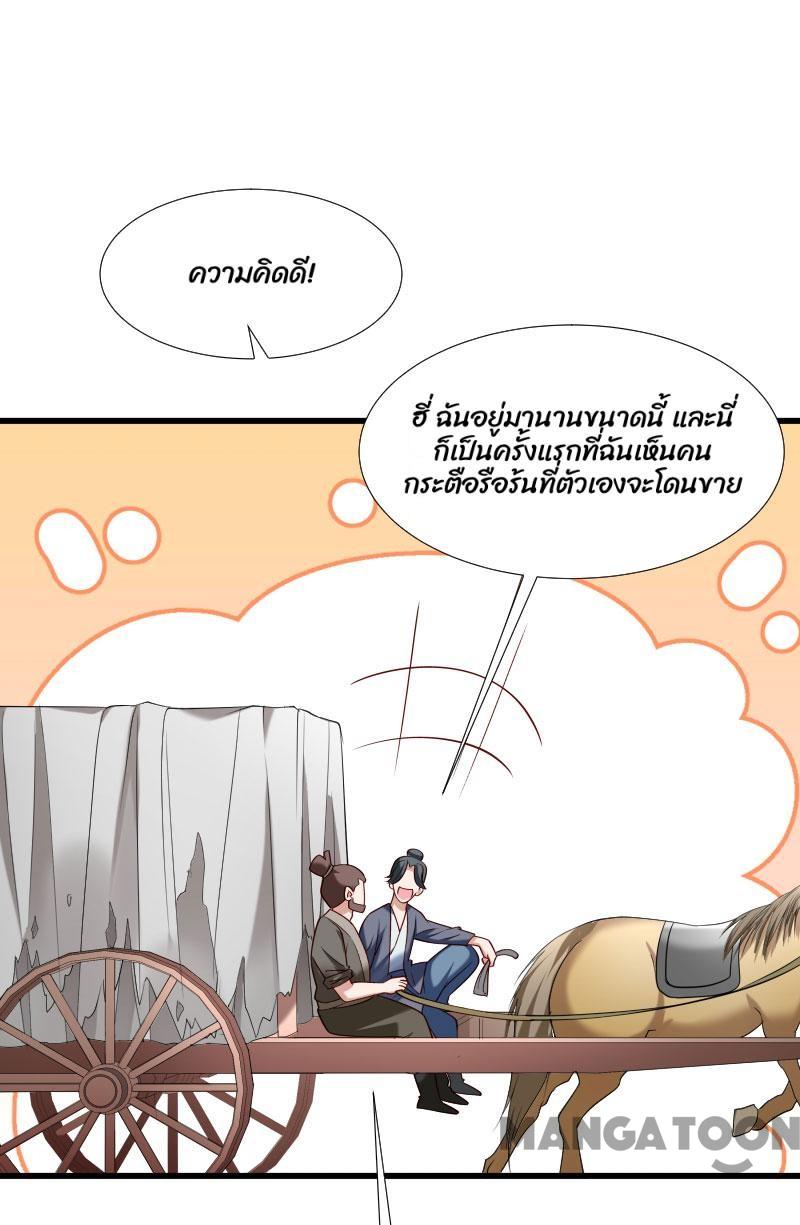 ความคิดดี!
ฮี่ ฉันอยู่มานานขนาดนี้ และนี่
ก็เป็นครั้งแรกที่ฉันเห็นคน
กระตือรือร้นที่ตัวเองจะโดนขาย
MANGATOON